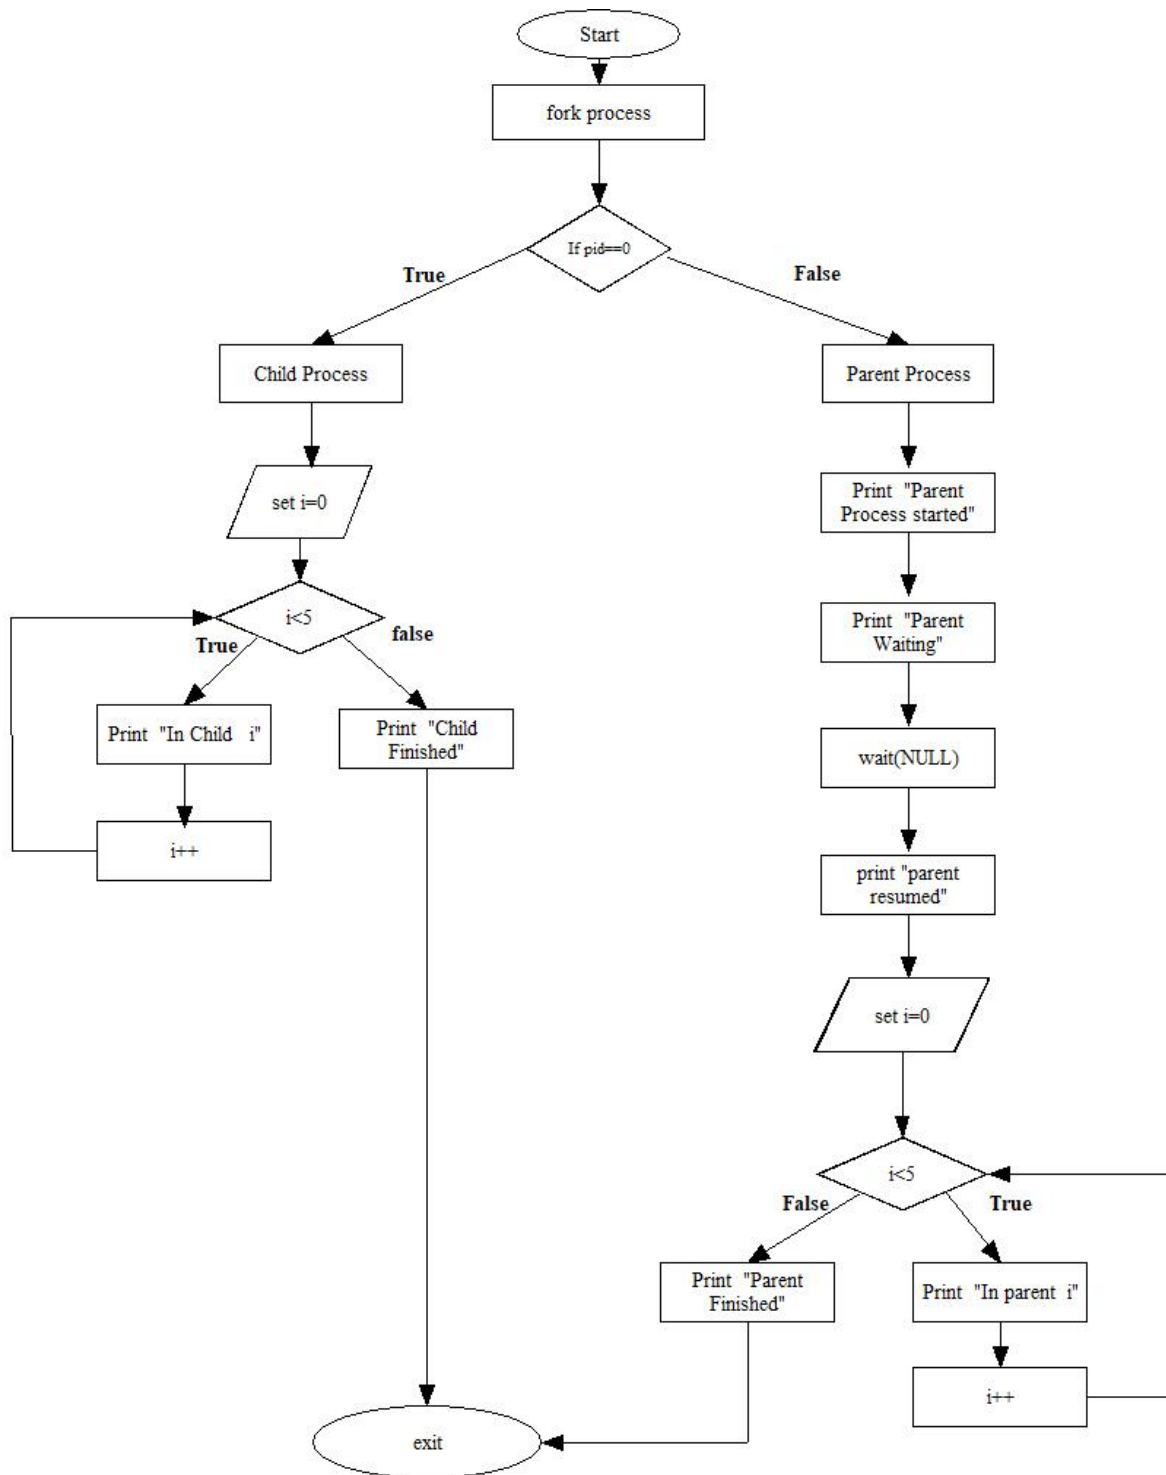 Start
fork process
If pid==0
True
False
Child Process
Parent Process
set i=0
Print "Parent
Process started"
i<5
True
false
Print "Parent
Waiting"
Print "In Child i"
Print "Child
Finished"
wait(NULL)
i++
print "parent
resumed"
set i=0
i<5
False
True
Print "Parent
Finished"
Print "In parent i"
i++
exit